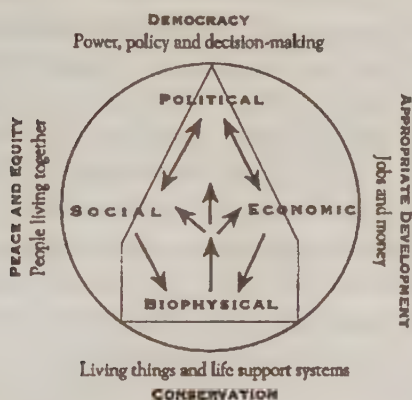 DEMOCRACY
Power, policy and decision-making
POLITICAL
PEACE AND EQUITY
People living together
SOCIAL
ECONOMIC
APPROPRIATE DEVELOPMENT
Jobs and money
BIOPHYSICAL
Living things and life support systems
CONSERVATION